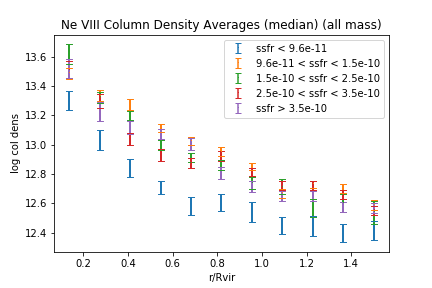 Ne VIII Column Density Averages (median) (all mass)
ssfr < 9.6e-11
9.6e-11 < ssfr < 1.5e-10
1.5e-10 < ssfr < 2.5e-10
2.5e-10 < ssfr < 3.5e-10
ssfr > 3.5e-10
log col dens
13.6
13.4
13.2
13.0
12.8
12.6
12.4
0.2 0.4 0.6 0.8 1.0 1.2 1.4
r/Rvir